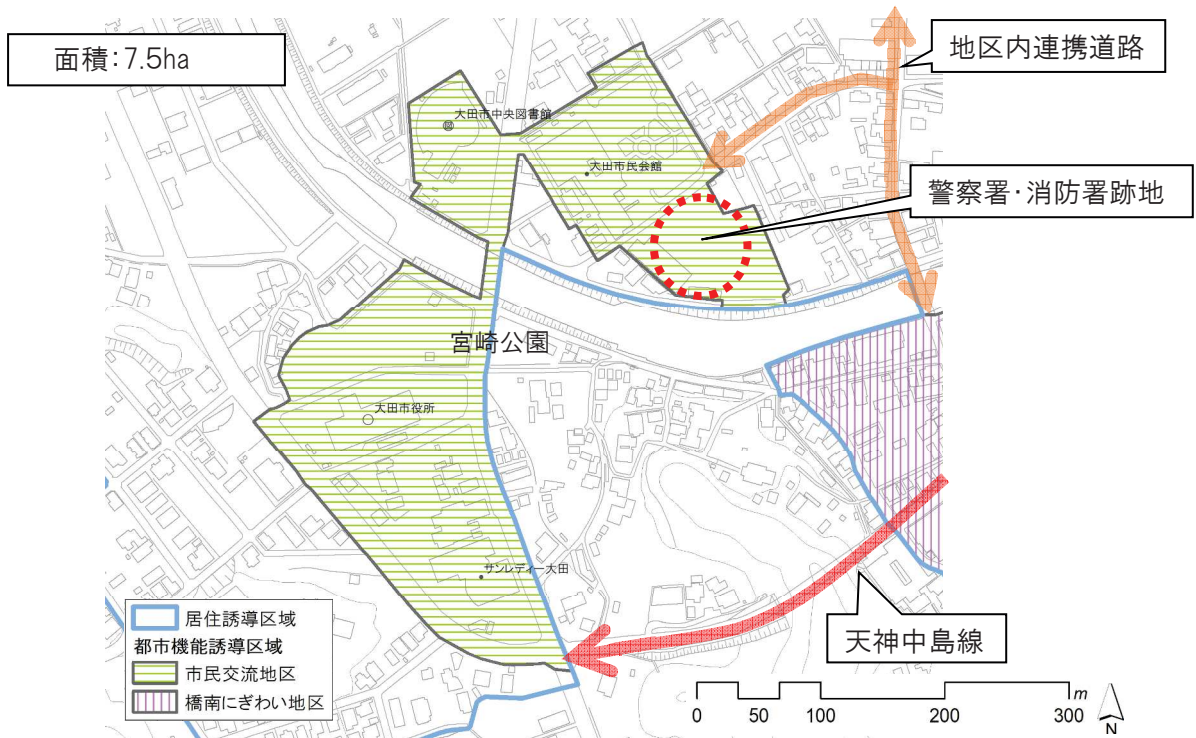 面積：7.5ha
地区内連携道路
大田市中央図書館
大田市民会館
警察署・消防署跡地
宮崎公園
大田市役所
サンレディー大田
天神中島線
居住誘導区域
都市機能誘導区域
市民交流地区
橋南にぎわい地区
m
0 50 100 200 300
N